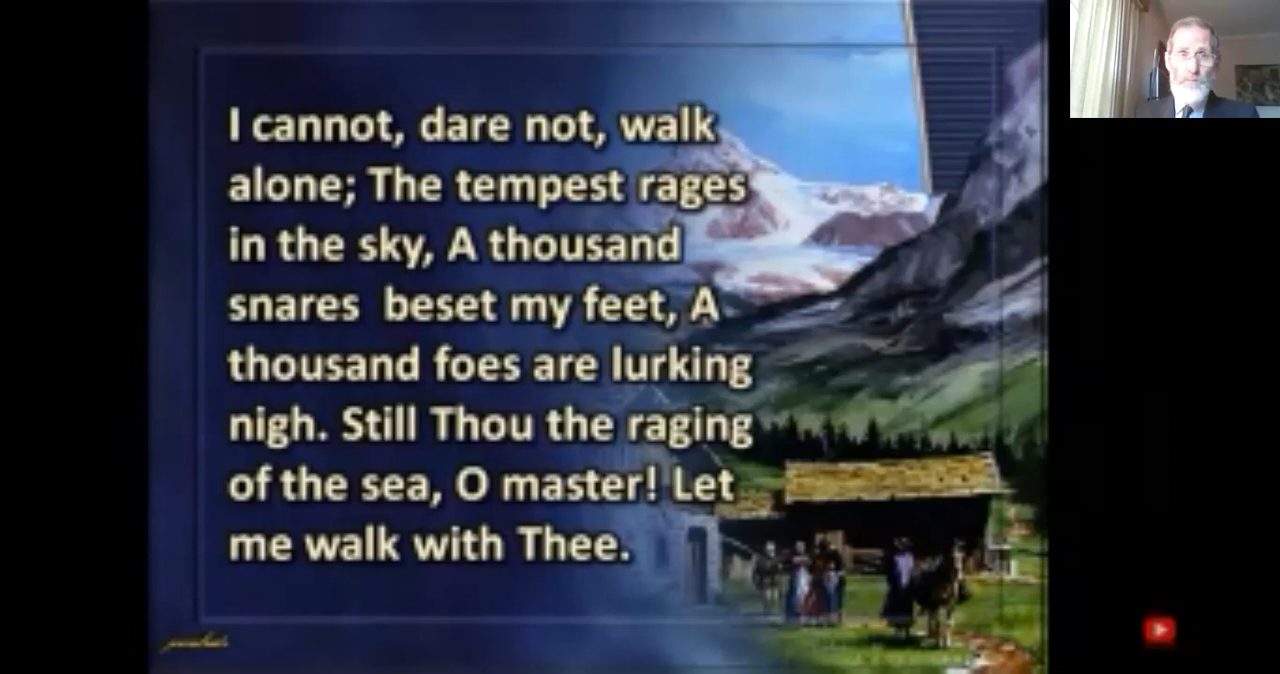 I cannot, dare not, walk
alone; The tempest rages
in the sky, A thousand
snares  beset my feet, A
thousand foes are lurking
nigh. Still Thou the raging
of the sea, O master! Let
me walk with Thee.